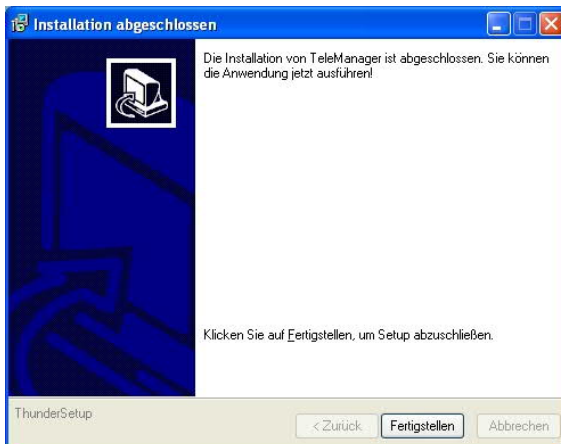 Installation abgeschlossen
Die Installation von TeleManager ist abgeschlossen. Sie können
die Anwendung jetzt ausführen!
Klicken Sie auf Fertigstellen, um Setup abzuschließen.
ThunderSetup
< Zurück
Fertigstellen
Abbrechen